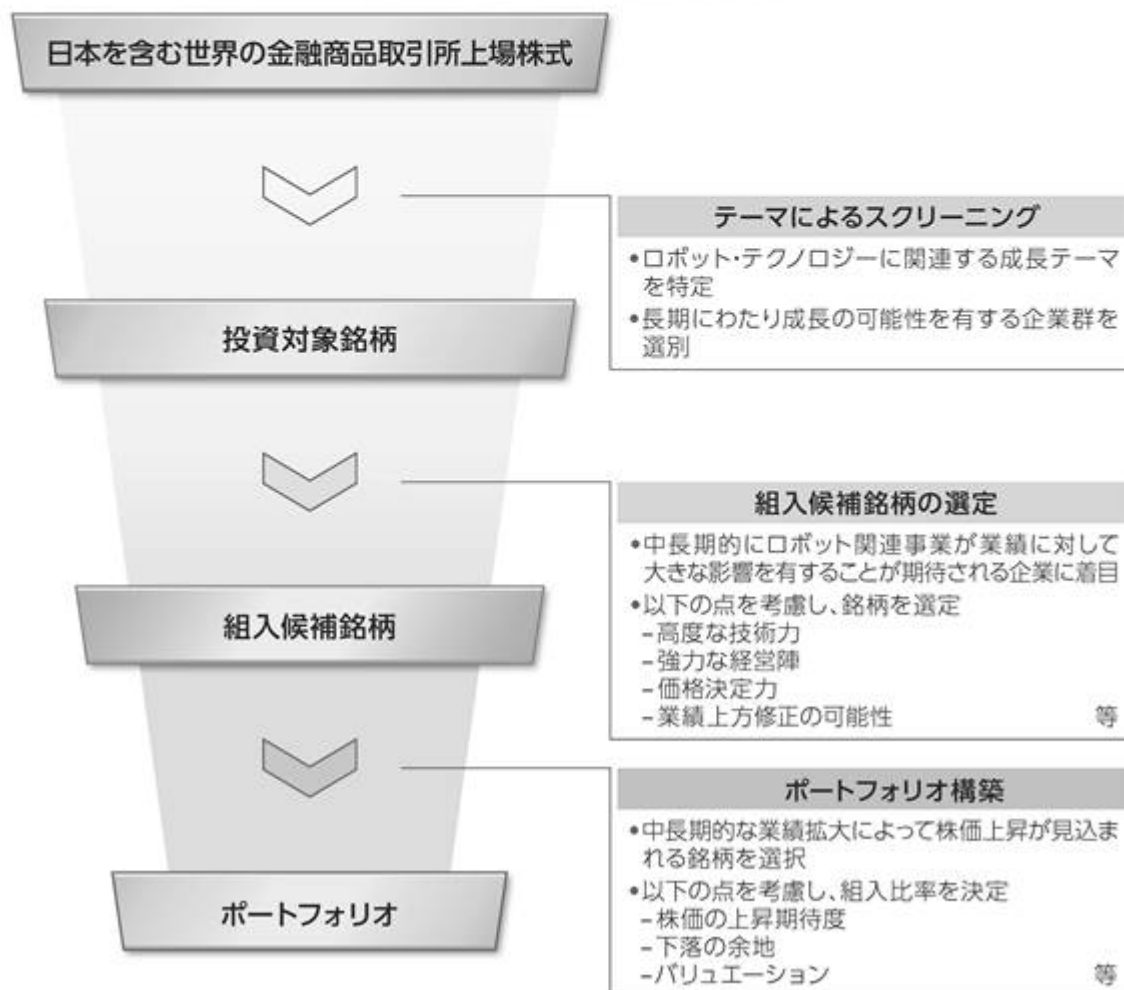 日本を含む世界の金融商品取引所上場株式
テーマによるスクリーニング
•ロボット・テクノロジーに関連する成長テーマ
を特定
•長期にわたり成長の可能性を有する企業群を
選別
投資対象銘柄
組入候補銘柄の選定
•中長期的にロボット関連事業が業績に対して
大きな影響を有することが期待される企業に着目
•以下の点を考慮し、銘柄を選定
-高度な技術力
-強力な経営陣
-価格決定力
-業績上方修正の可能性 等
組入候補銘柄
ポートフォリオ構築
•中長期的な業績拡大によって株価上昇が見込ま
れる銘柄を選択
•以下の点を考慮し、組入比率を決定
-株価の上昇期待度
-下落の余地
-バリュエーション 等
ポートフォリオ